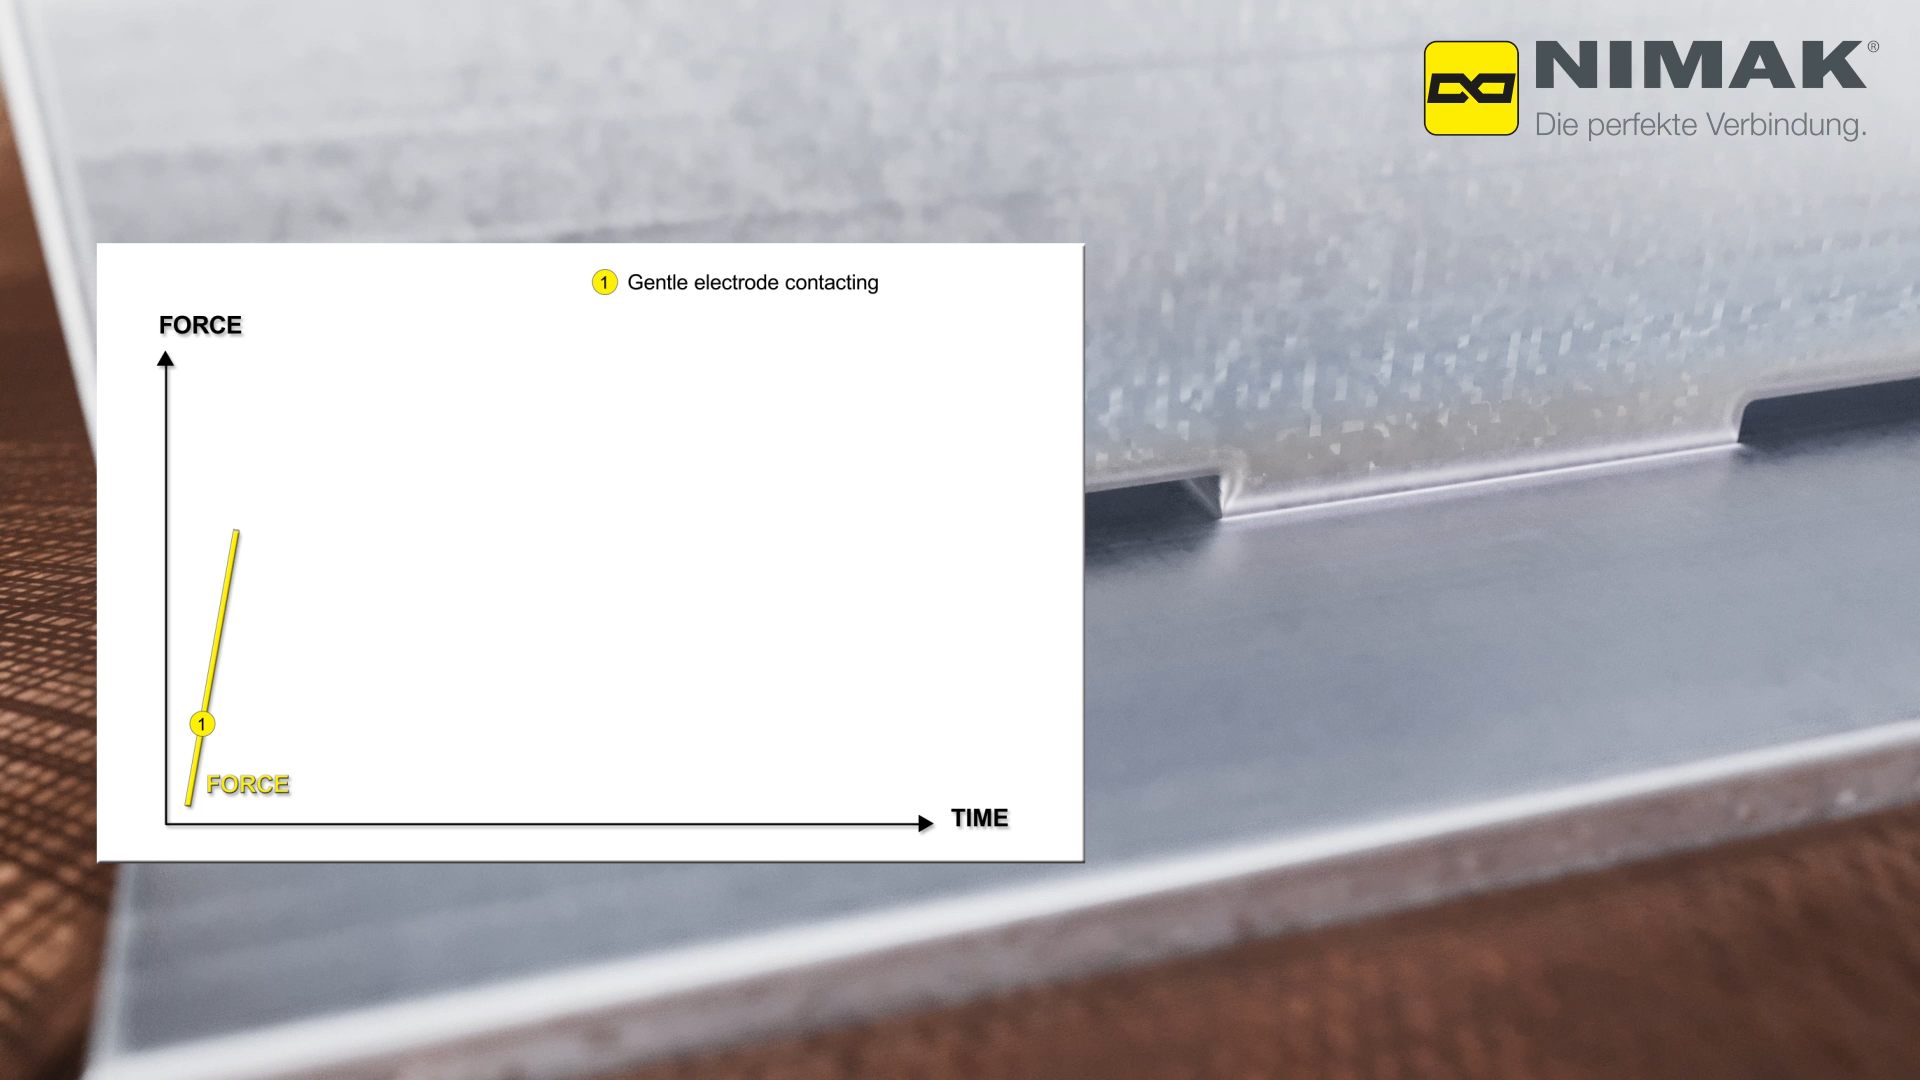 NIMAK®
Die perfekte Verbindung.
1 Gentle electrode contacting
FORCE
1
FORCE
TIME